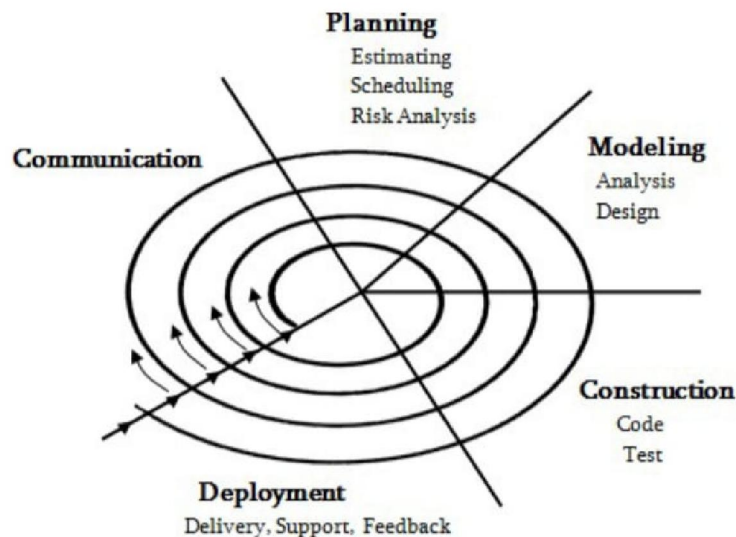 Planning
Estimating
Scheduling
Risk Analysis
Communication
Modeling
Analysis
Design
Construction
Code
Test
Deployment
Delivery, Support, Feedback